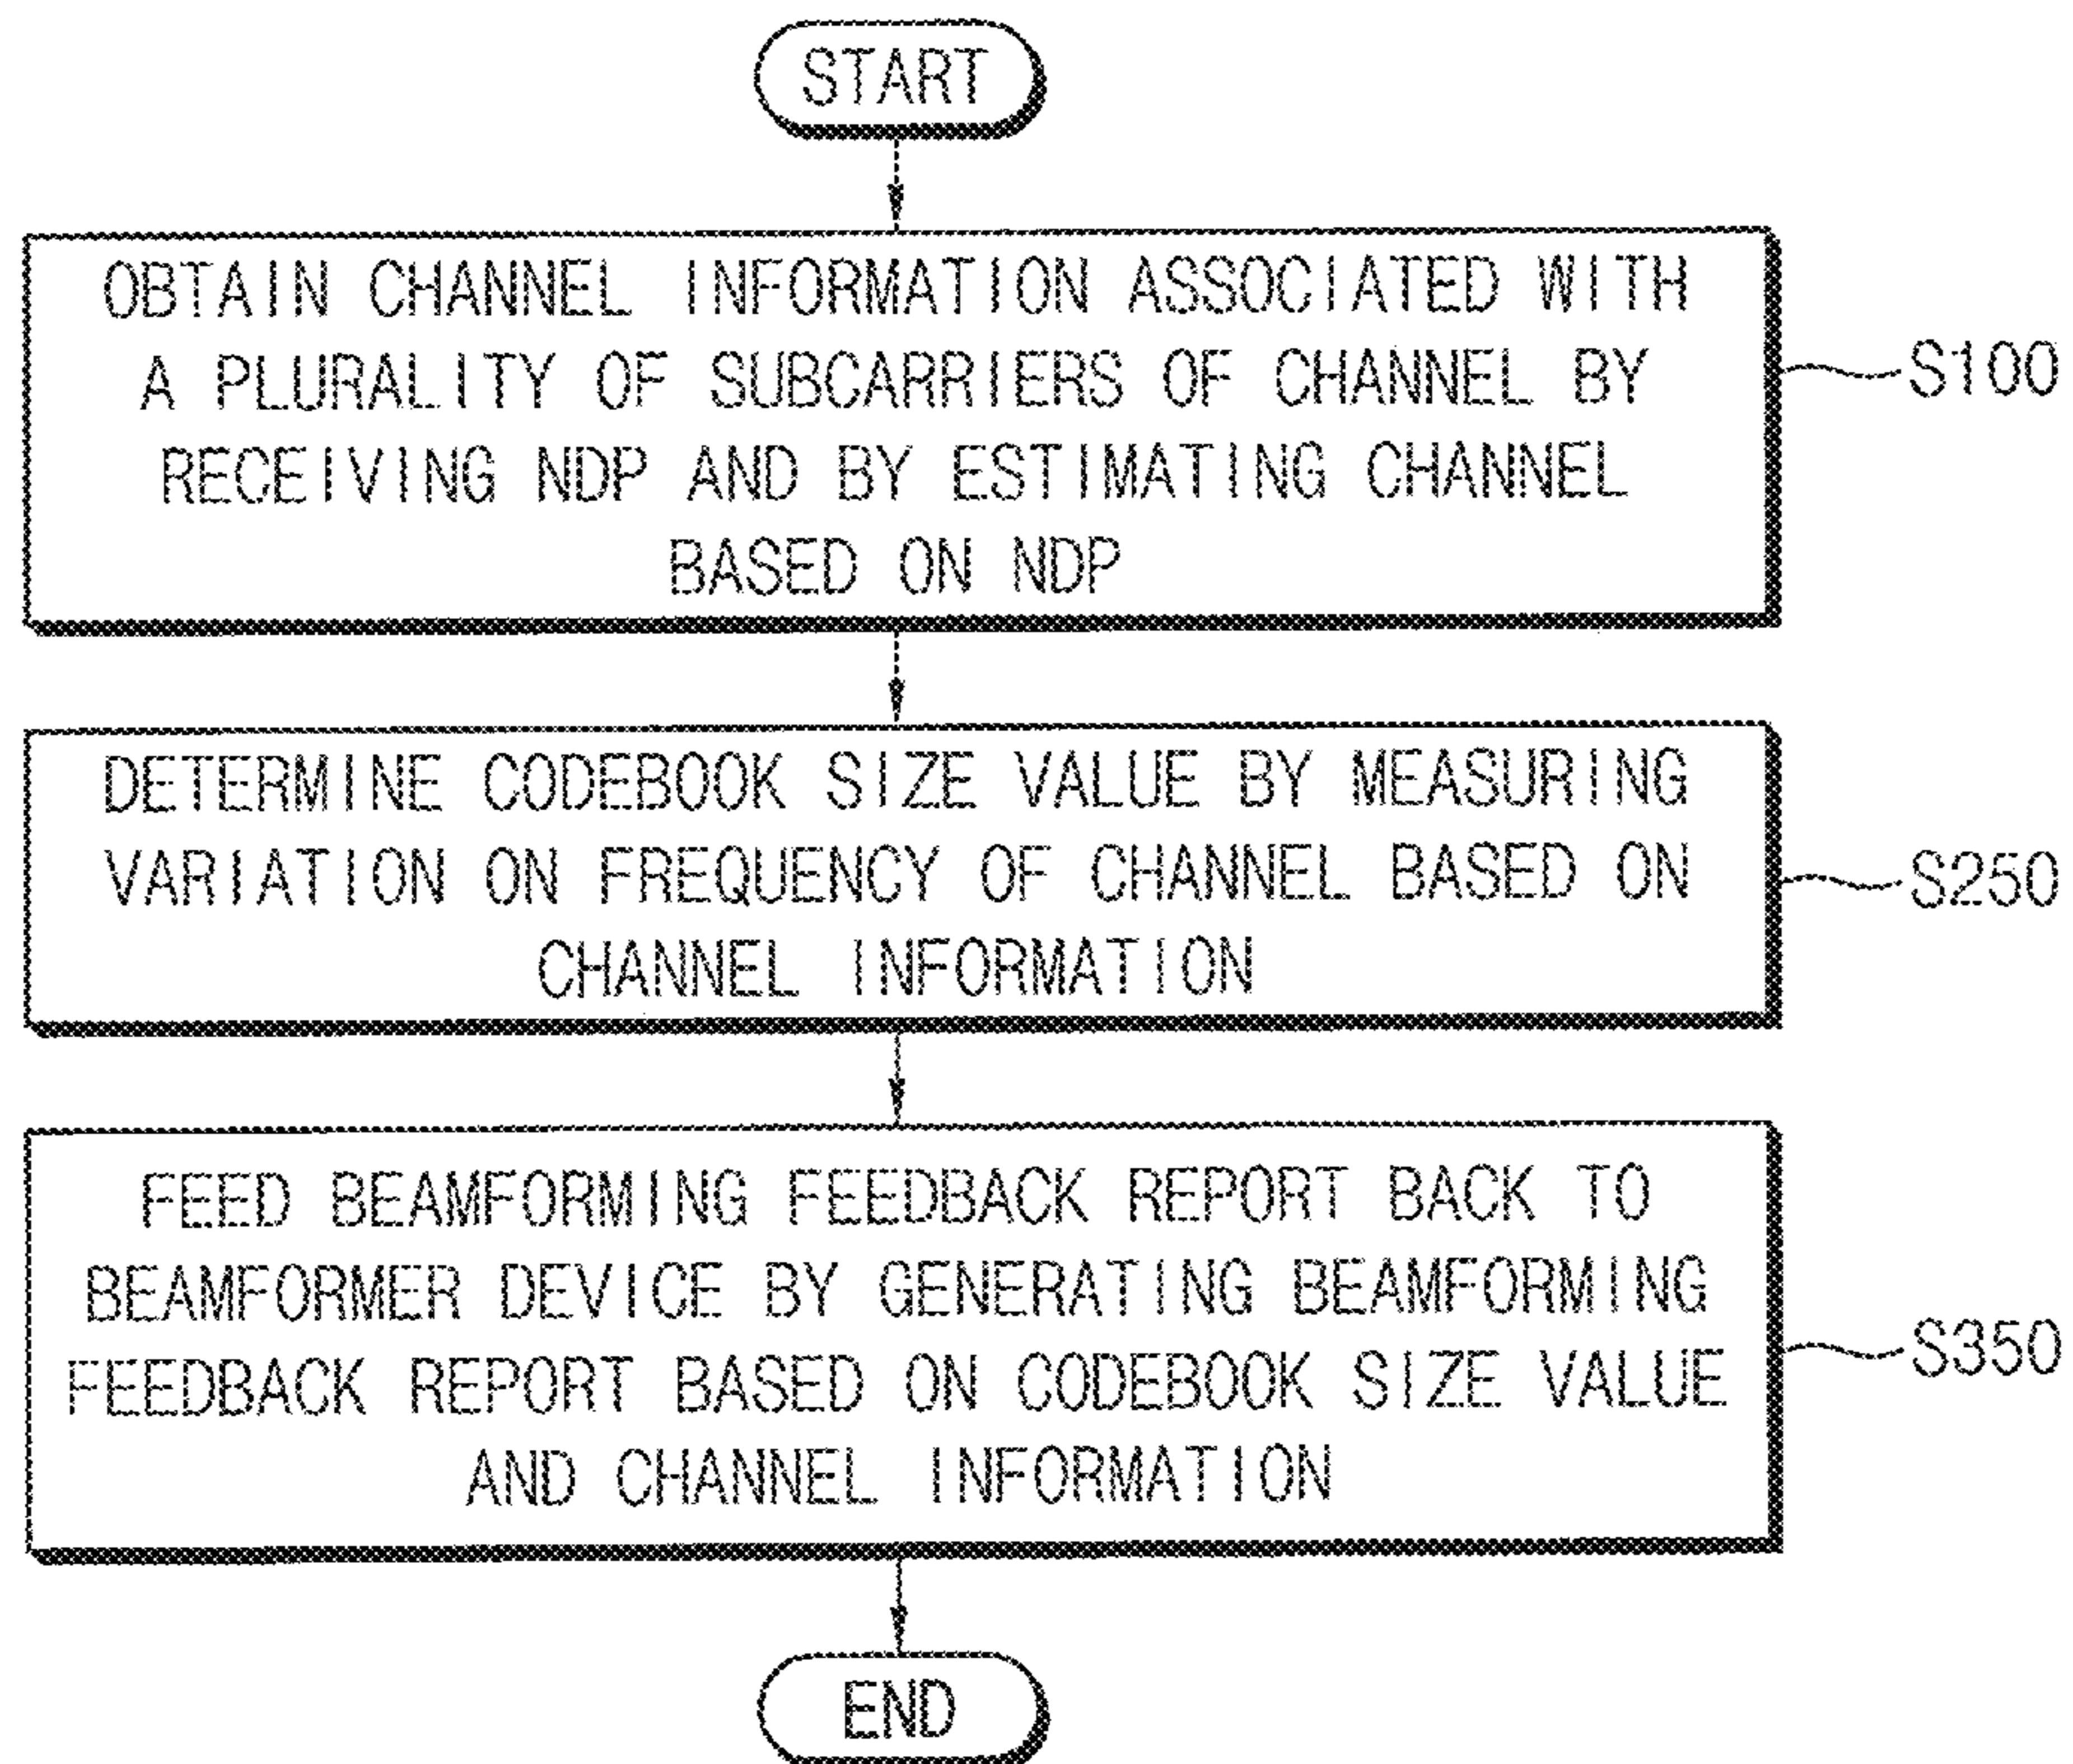 START
OBTAIN CHANNEL INFORMATION ASSOCIATED WITH
A PLURALITY OF SUBCARRIERS OF CHANNEL BY
RECEIVING NDP AND BY ESTIMATING CHANNEL
BASED ON NDP
S100
DETERMINE CODEBOOK SIZE VALUE BY MEASURING
VARIATION ON FREQUENCY OF CHANNEL BASED ON
CHANNEL INFORMATION
S250
FEED BEAMFORMING FEEDBACK REPORT BACK TO
BEAMFORMER DEVICE BY GENERATING BEAMFORMING
FEEDBACK REPORT BASED ON CODEBOOK SIZE VALUE
AND CHANNEL INFORMATION
S350
END